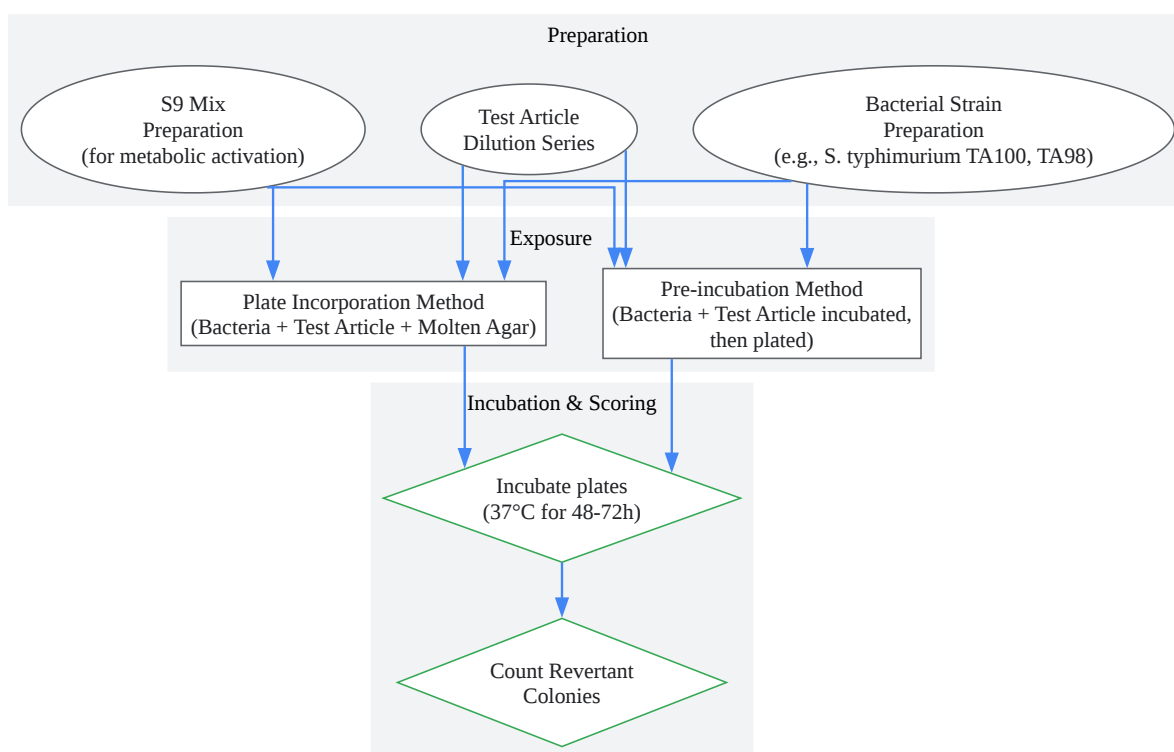 Preparation
S9 Mix
Preparation
(for metabolic activation)
Test Article
Dilution Series
Bacterial Strain
Preparation
(e.g., S. typhimurium TA100, TA98)
Exposure
Plate Incorporation Method
(Bacteria + Test Article + Molten Agar)
Pre-incubation Method
(Bacteria + Test Article incubated,
then plated)
Incubation & Scoring
Incubate plates
(37°C for 48-72h)
Count Revertant
Colonies